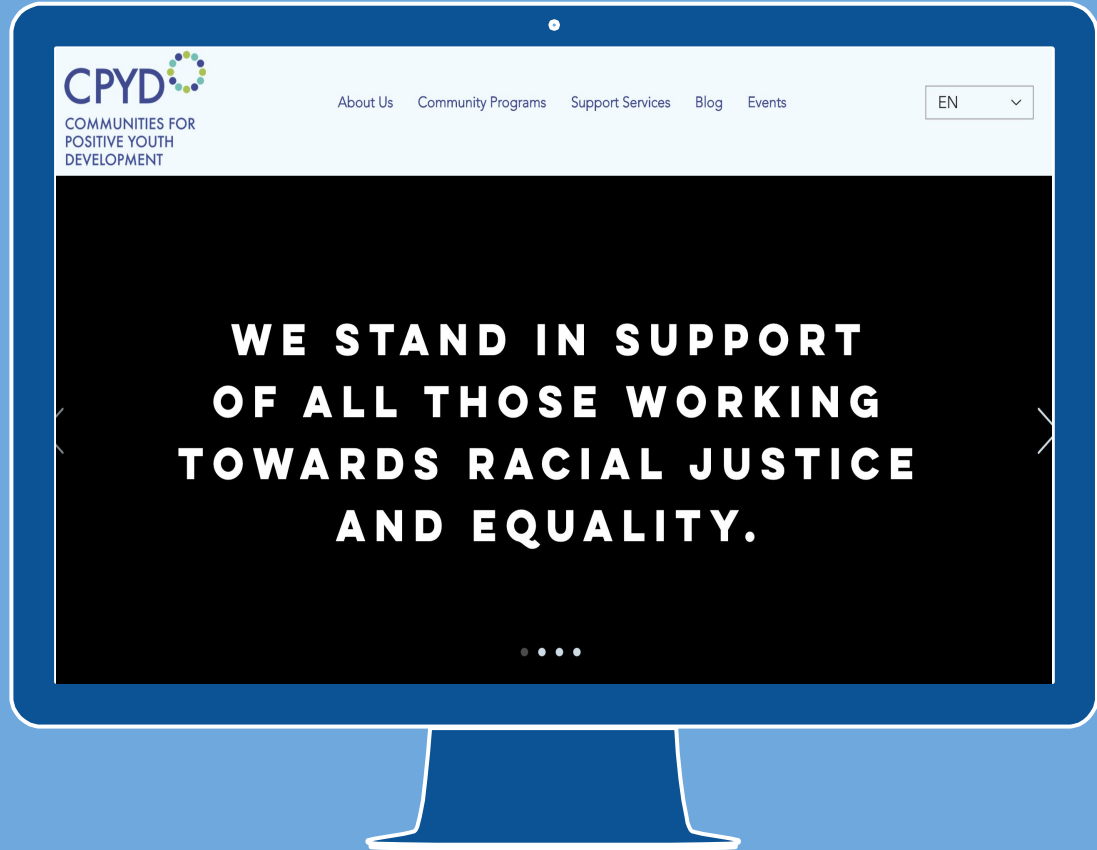 CPYD
COMMUNITIES FOR
POSITIVE YOUTH
DEVELOPMENT
About Us Community Programs Support Services Blog Events
EN
WE STAND IN SUPPORT
OF ALL THOSE WORKING
TOWARDS RACIAL JUSTICE
AND EQUALITY.